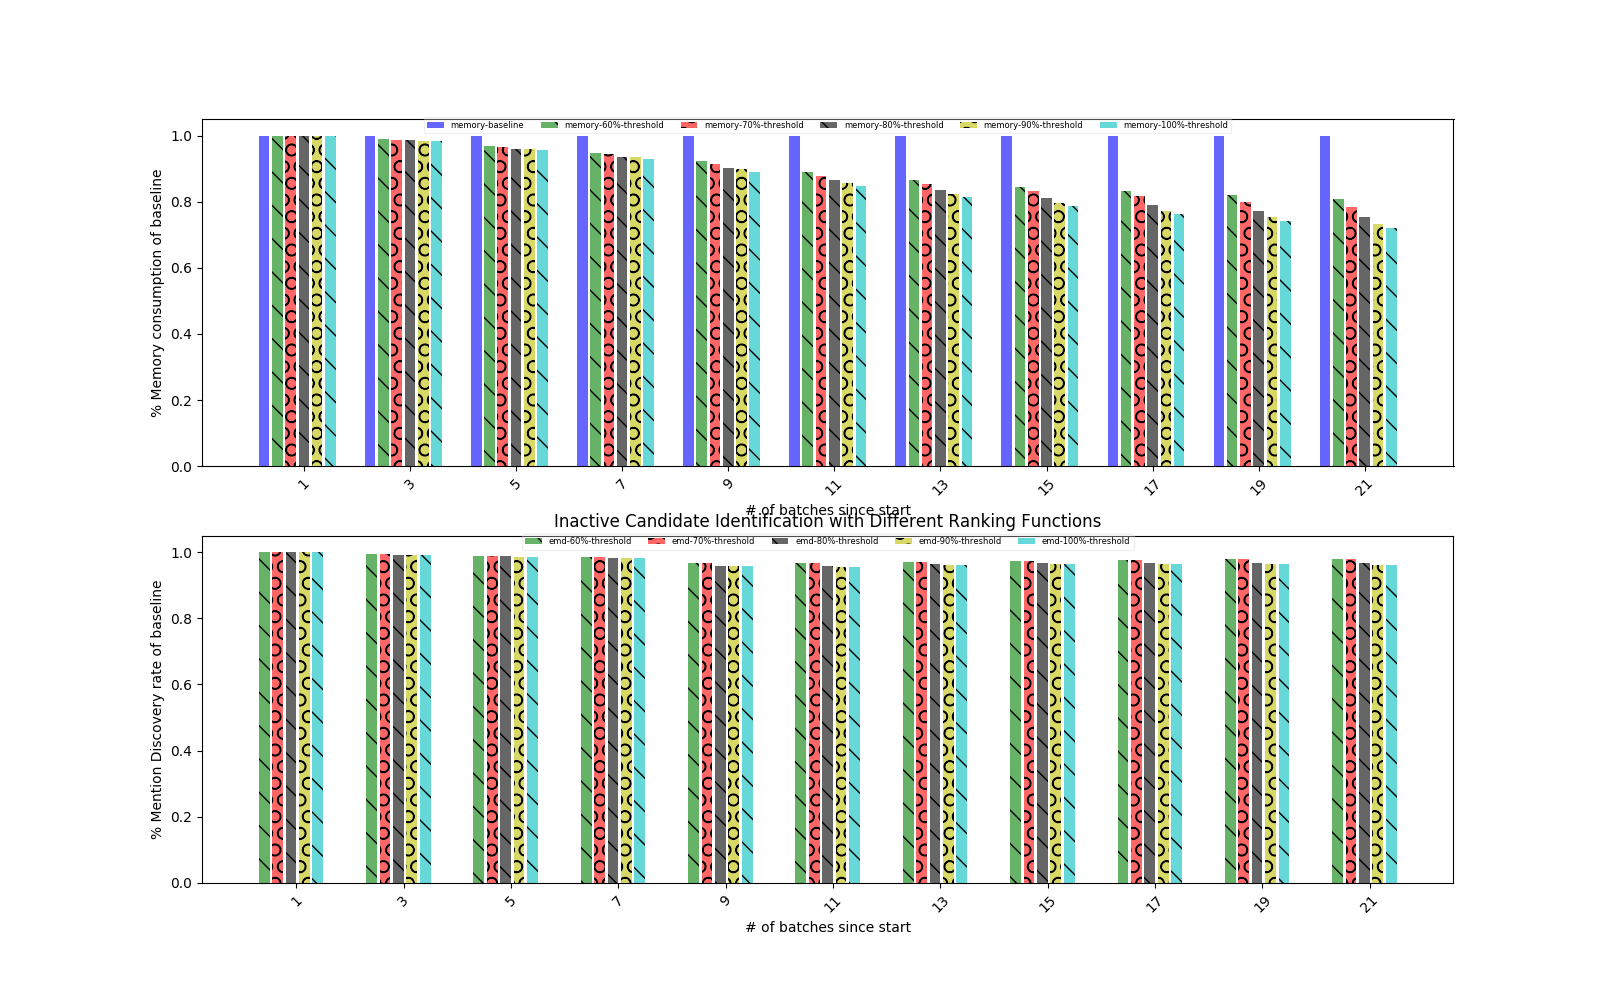 memory-baseline memory-60%-threshold memory-70%-threshold memory-80%-threshold memory-90%-threshold memory-100%-threshold
% Memory consumption of baseline
1.0
0.8
0.6
0.4
0.2
0.0
1 3 5 7 9 11 13 15 17 19 21
# of batches since start
Inactive Candidate Identification with Different Ranking Functions
emd-60%-threshold emd-70%-threshold emd-80%-threshold emd-90%-threshold emd-100%-threshold
% Mention Discovery rate of baseline
1.0
0.8
0.6
0.4
0.2
0.0
1 3 5 7 9 11 13 15 17 19 21
# of batches since start